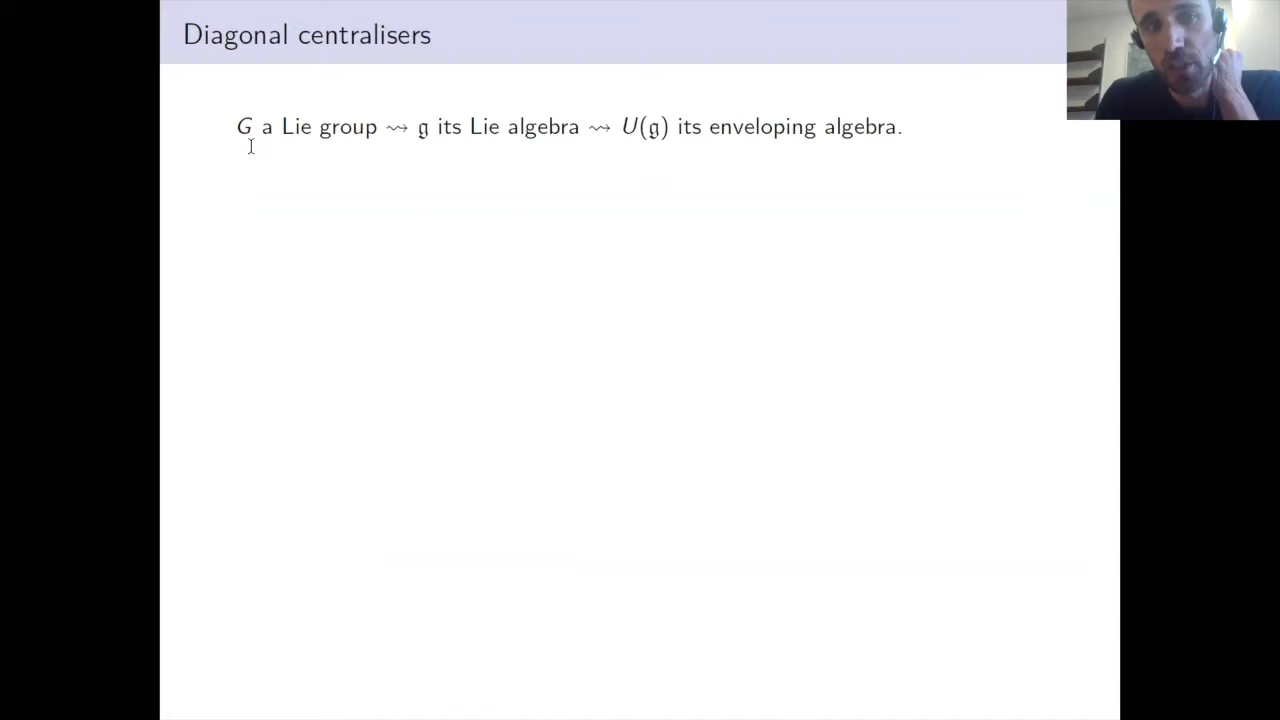 Diagonal centralisers
G a Lie group ⇝ 𝔤 its Lie algebra ⇝ U(𝔤) its enveloping algebra.